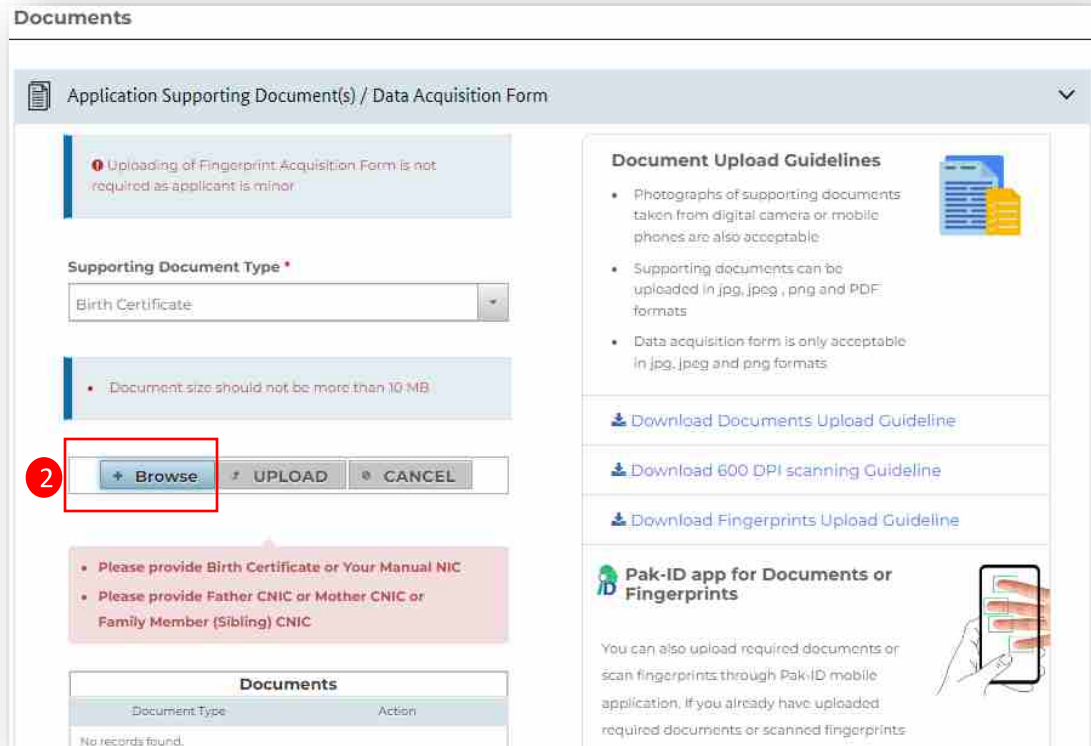 Documents
Application Supporting Document(s) / Data Acquisition Form
Uploading of Fingerprint Acquisition Form is not
required as applicant is minor
Supporting Document Type *
Birth Certificate
• Document size should not be more than 10 MB
2
+ Browse
UPLOAD
CANCEL
• Please provide Birth Certificate or Your Manual NIC
• Please provide Father CNIC or Mother CNIC or
Family Member (Sibling) CNIC
Documents
Document Type Action
No records found.
Document Upload Guidelines
• Photographs of supporting documents
taken from digital camera or mobile
phones are also acceptable
• Supporting documents can be
uploaded in jpg, jpeg , png and PDF
formats
• Data acquisition form is only acceptable
in jpg, jpeg and png formats
Download Documents Upload Guideline
Download 600 DPI scanning Guideline
Download Fingerprints Upload Guideline
iD
Pak-ID app for Documents or
Fingerprints
You can also upload required documents or
scan fingerprints through Pak-ID mobile
application. If you already have uploaded
required documents or scanned fingerprints